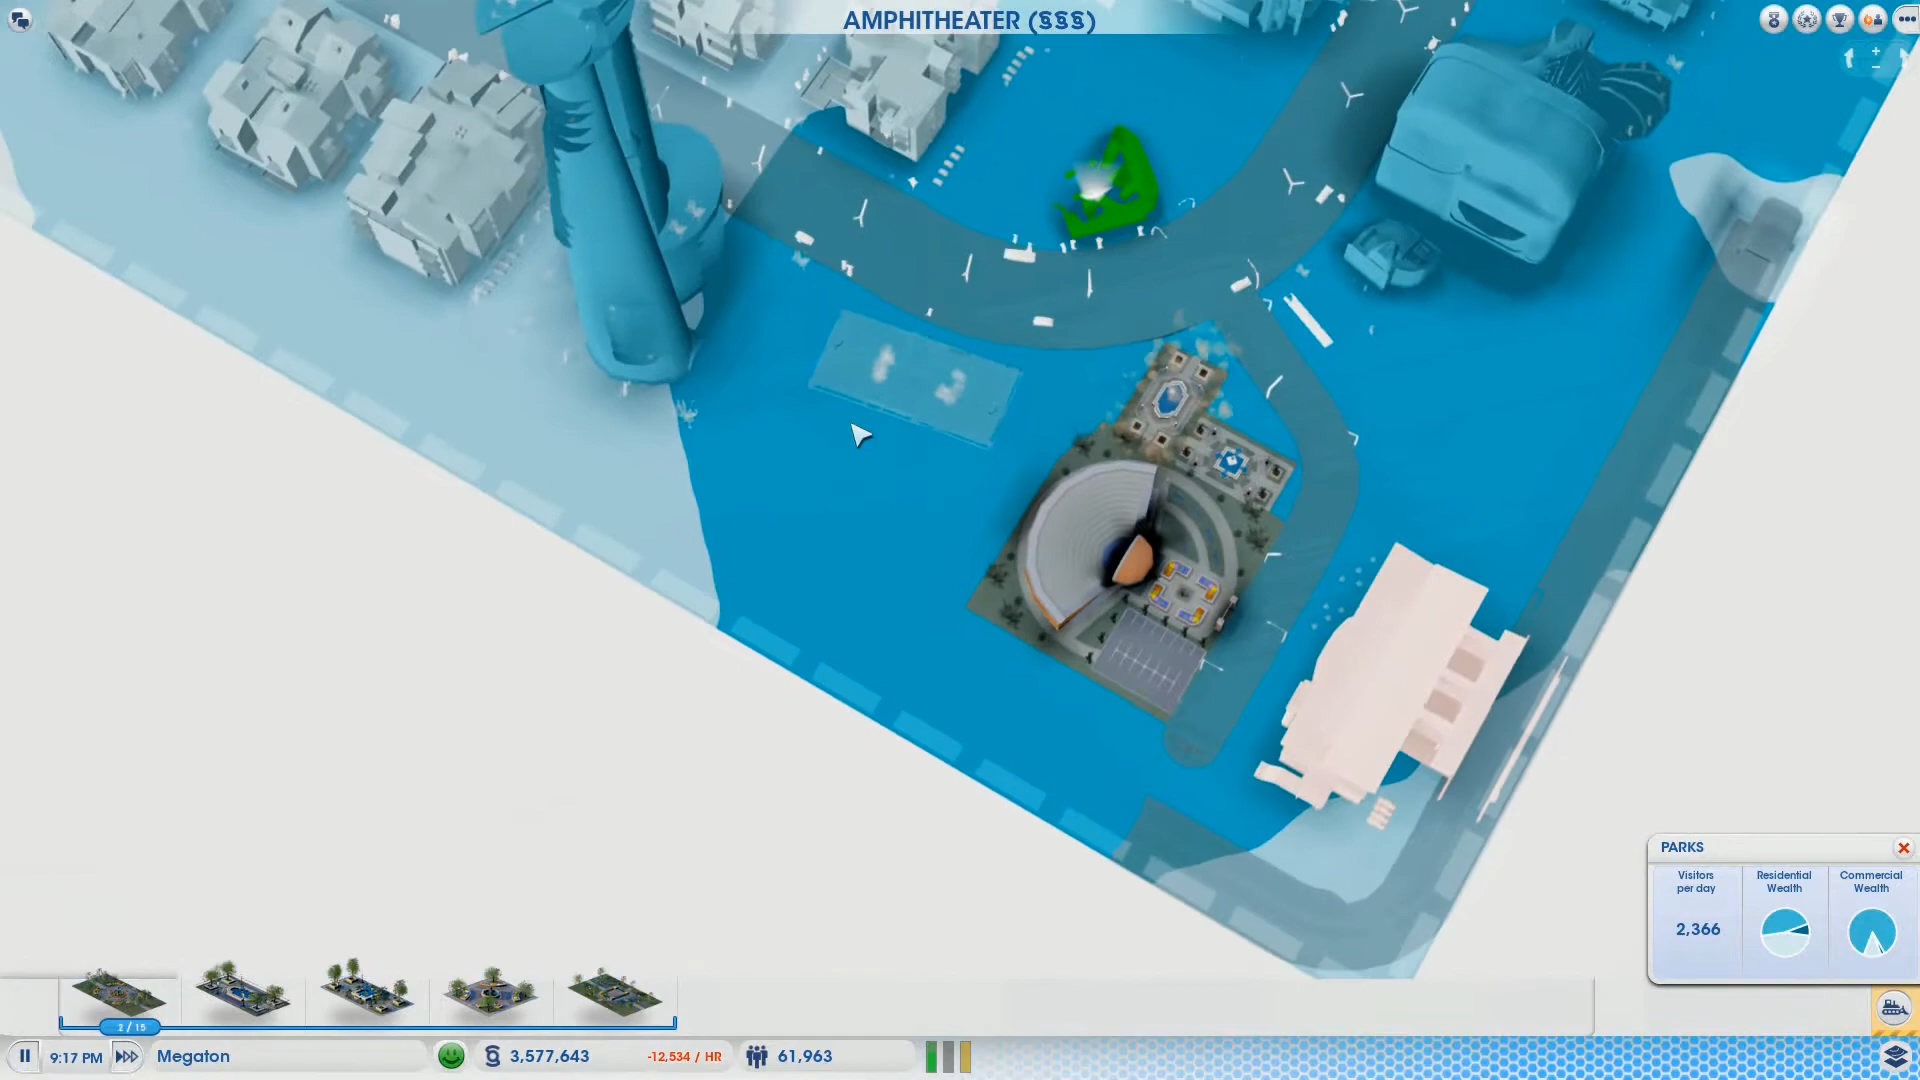 AMPHITHEATER (§§§)
PARKS
Visitors
per day
Residential
Wealth
Commercial
Wealth
2,366
2 / 15
9:17 PM
Megaton
3,577,643
-12,534 / HR
61,963